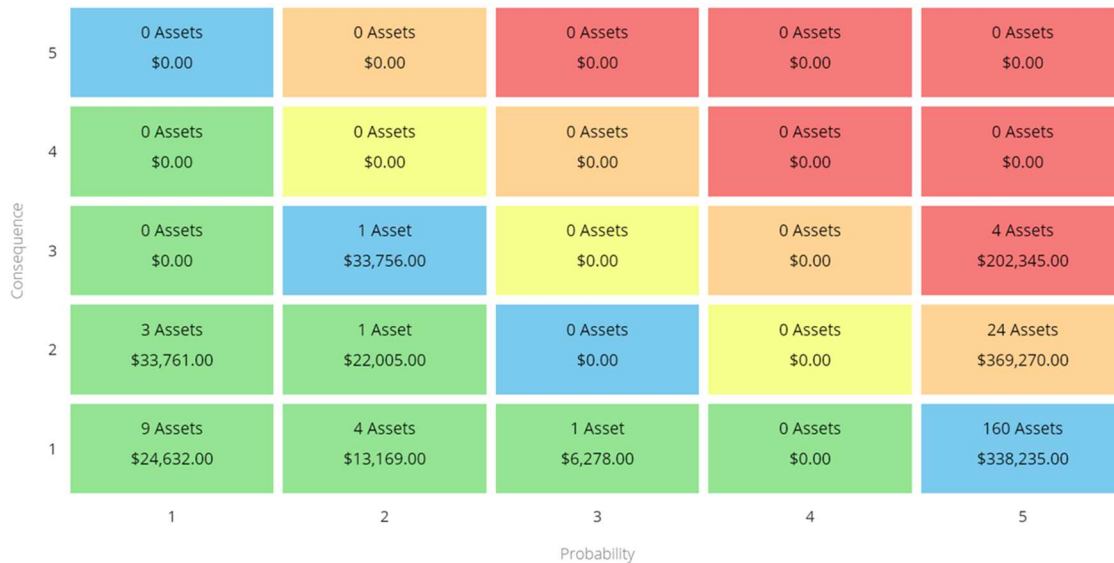 5
0 Assets
$0.00
0 Assets
$0.00
0 Assets
$0.00
0 Assets
$0.00
0 Assets
$0.00
4
0 Assets
$0.00
0 Assets
$0.00
0 Assets
$0.00
0 Assets
$0.00
0 Assets
$0.00
Consequence
3
0 Assets
$0.00
1 Asset
$33,756.00
0 Assets
$0.00
0 Assets
$0.00
4 Assets
$202,345.00
2
3 Assets
$33,761.00
1 Asset
$22,005.00
0 Assets
$0.00
0 Assets
$0.00
24 Assets
$369,270.00
1
9 Assets
$24,632.00
4 Assets
$13,169.00
1 Asset
$6,278.00
0 Assets
$0.00
160 Assets
$338,235.00
1
2
3
4
5
Probability